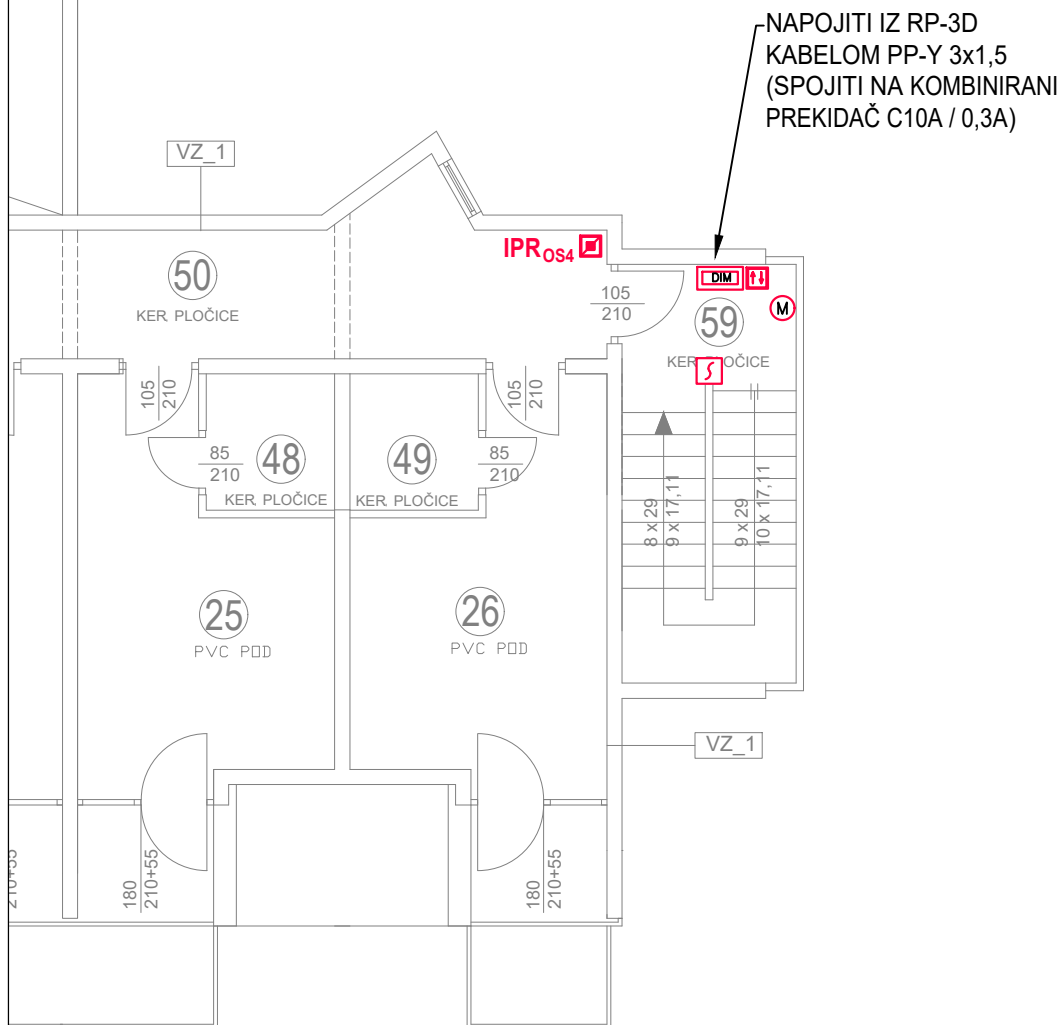 NAPOJITI IZ RP-3D
KABELOM PP-Y 3x1,5
(SPOJITI NA KOMBINIRANI
PREKIDAČ C10A / 0,3A)
VZ_1
IPR OS4
50
KER. PLOČICE
105
210
DIM
M
59
KER. PLOČICE
105
210
105
210
85
210
48
KER. PLOČICE
49
KER. PLOČICE
85
210
8 x 29
9 x 17,11
9 x 29
10 x 17,11
25
PVC POD
26
PVC POD
VZ_1
210+55
180
210+55
180
210+55